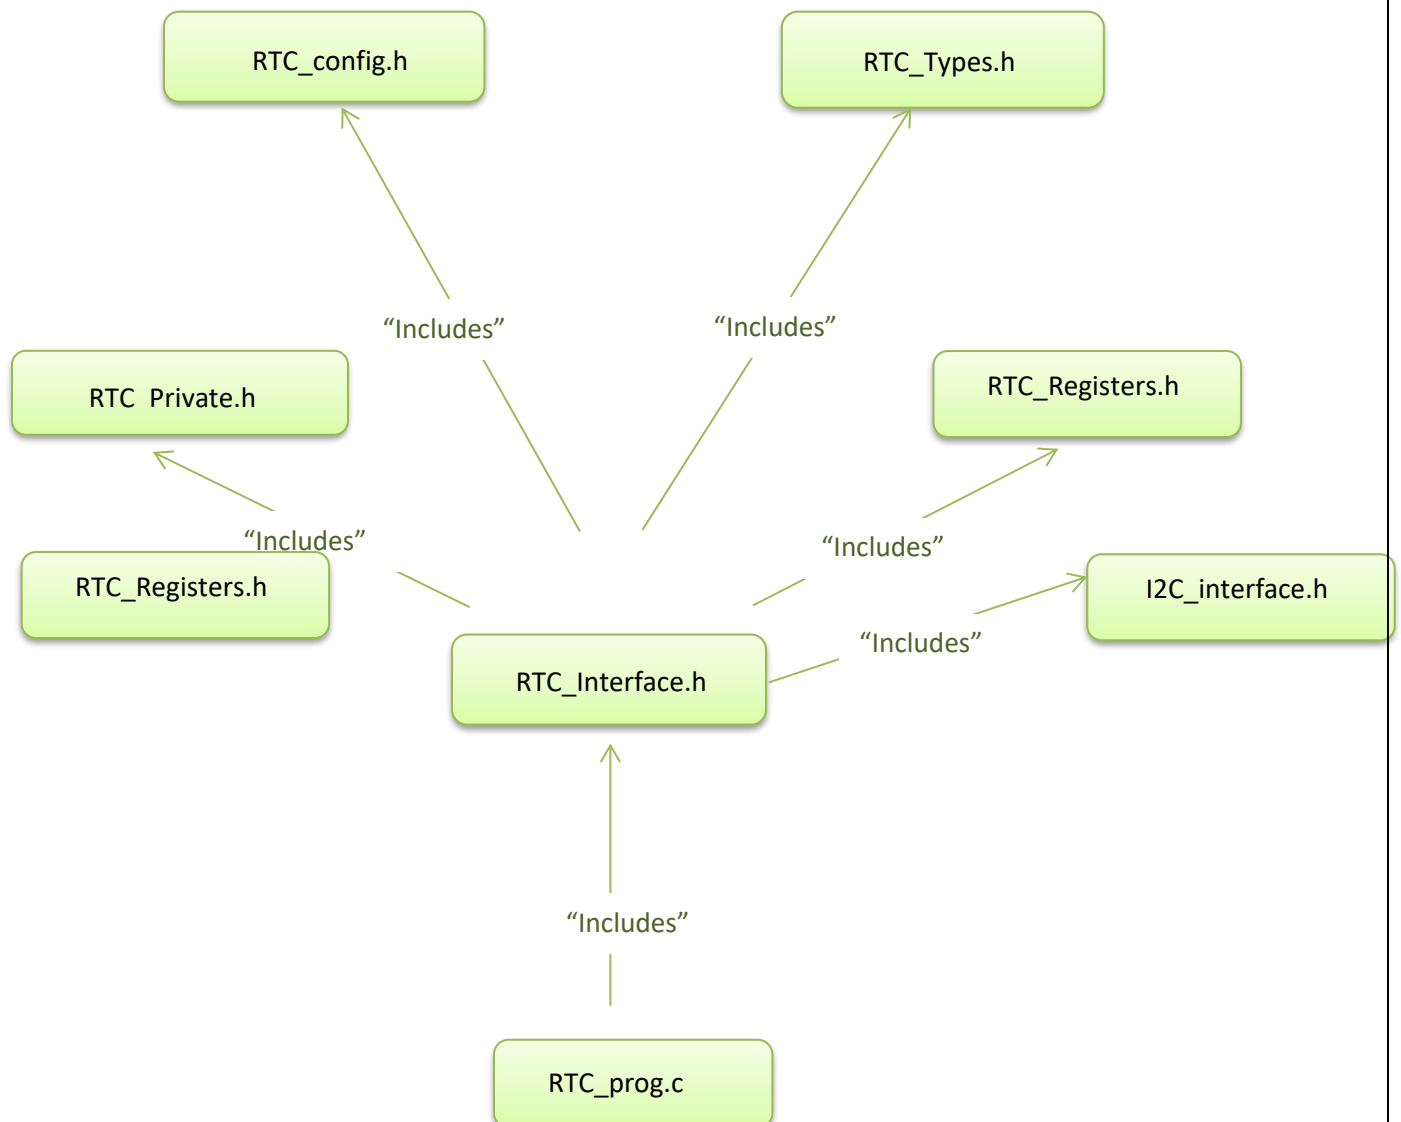 RTC_config.h
RTC_Types.h
“Includes”
“Includes”
RTC Private.h
RTC_Registers.h
“Includes”
“Includes”
RTC_Registers.h
I2C_interface.h
“Includes”
RTC_Interface.h
“Includes”
RTC_prog.c